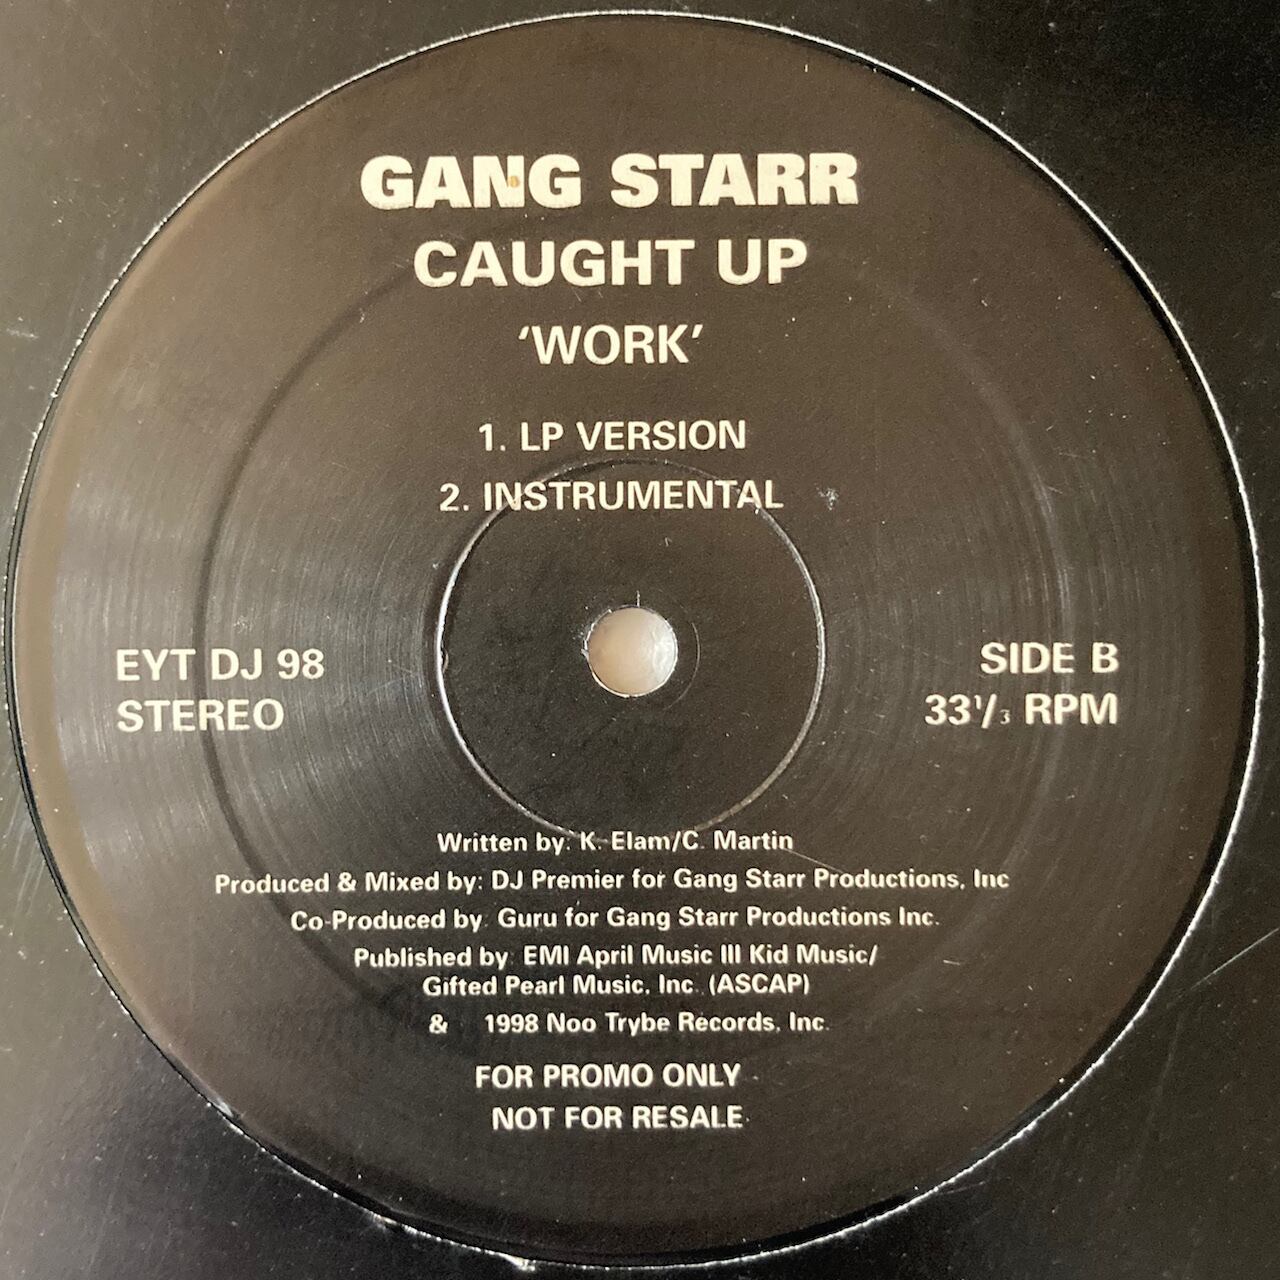 GANG STARR
CAUGHT UP
‘WORK’
1. LP VERSION
2. INSTRUMENTAL
EYT DJ 98
STEREO
SIDE B
33 1/3 RPM
Written by: K. Elam/C. Martin
Produced & Mixed by: DJ Premier for Gang Starr Productions, Inc
Co-Produced by Guru for Gang Starr Productions Inc.
Published by EMI April Music III Kid Music/
Gifted Pearl Music, Inc. (ASCAP)
& 1998 Noo Trybe Records, Inc.
FOR PROMO ONLY
NOT FOR RESALE